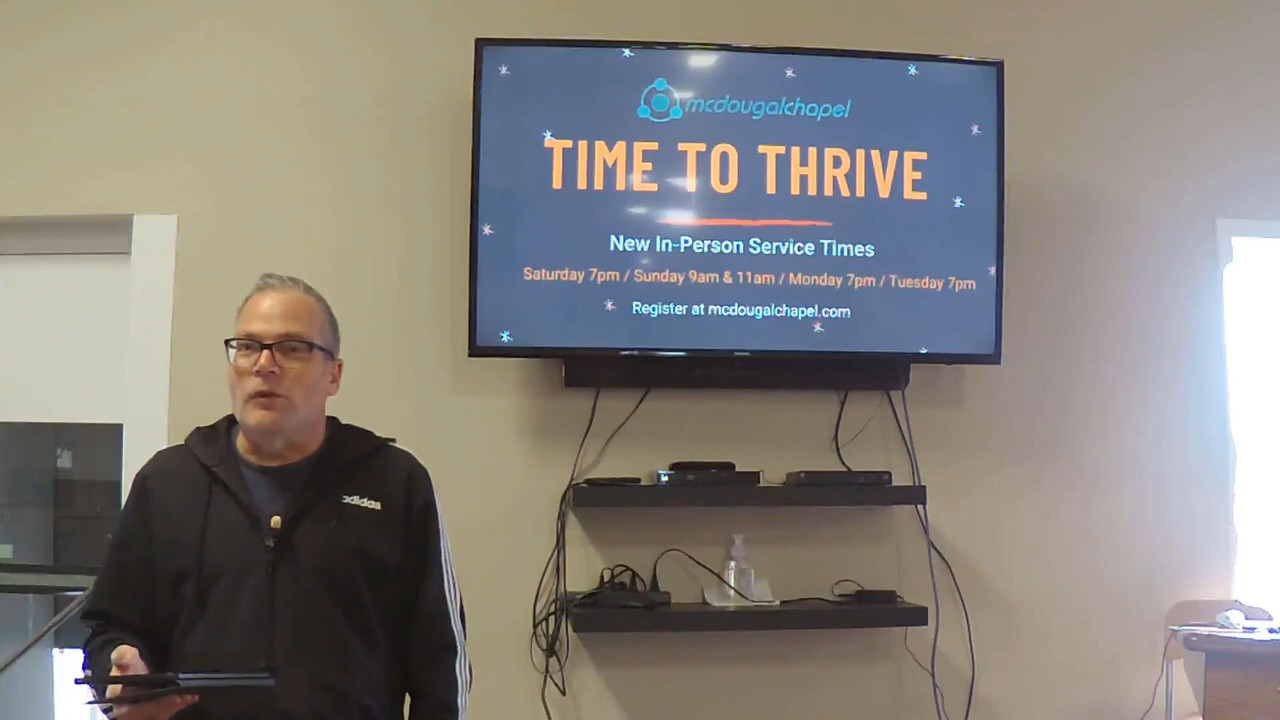 mcdougalchapel
TIME TO THRIVE
New In-Person Service Times
Saturday 7pm / Sunday 9am & 11am / Monday 7pm / Tuesday 7pm
Register at mcdougalchapel.com
adidas